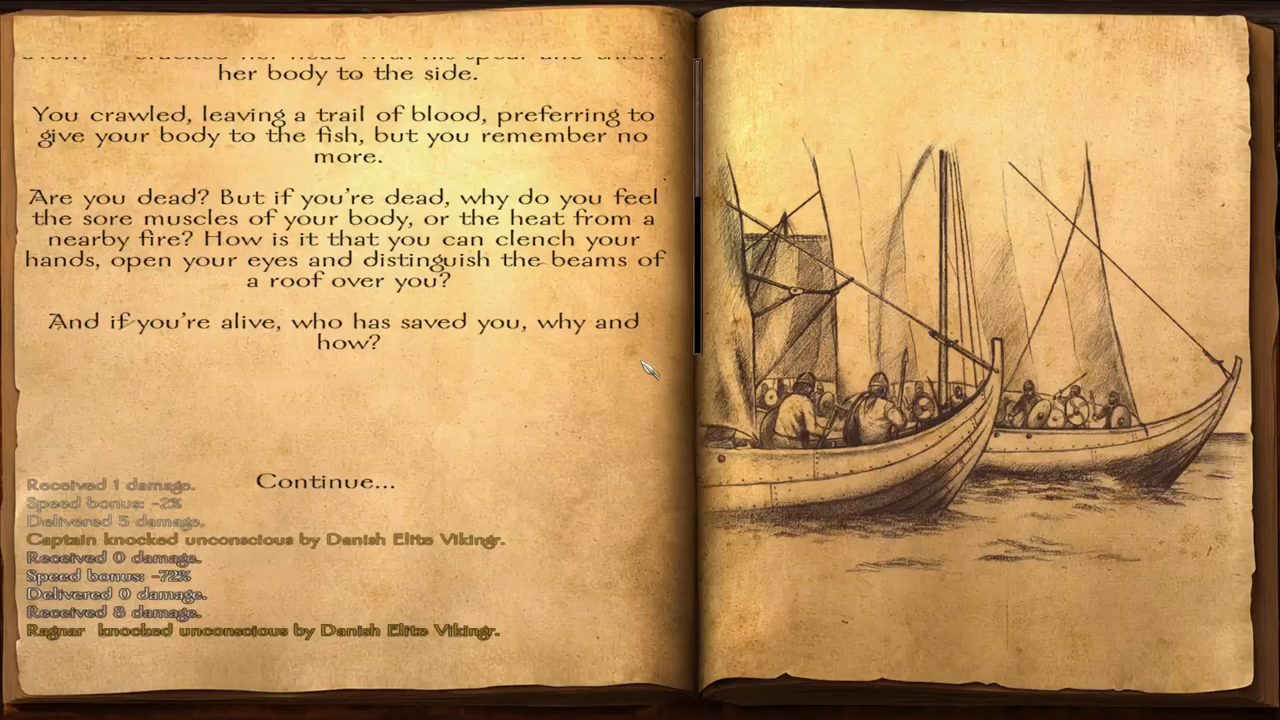 her body to the side.
You crawled, leaving a trail of blood, preferring to
give your body to the fish, but you remember no
more.
Are you dead? But if you're dead, why do you feel
the sore muscles of your body, or the heat from a
nearby fire? How is it that you can clench your
hands, open your eyes and distinguish the beams of
a roof over you?
And if you're alive, who has saved you, why and
how?
Continue...
Received 1 damage.
Speed bonus: -2%
Delivered 5 damage.
Captain knocked unconscious by Danish Elite Vikingr.
Received 0 damage.
Speed bonus: -72%
Delivered 0 damage.
Received 8 damage.
Ragnar knocked unconscious by Danish Elite Vikingr.